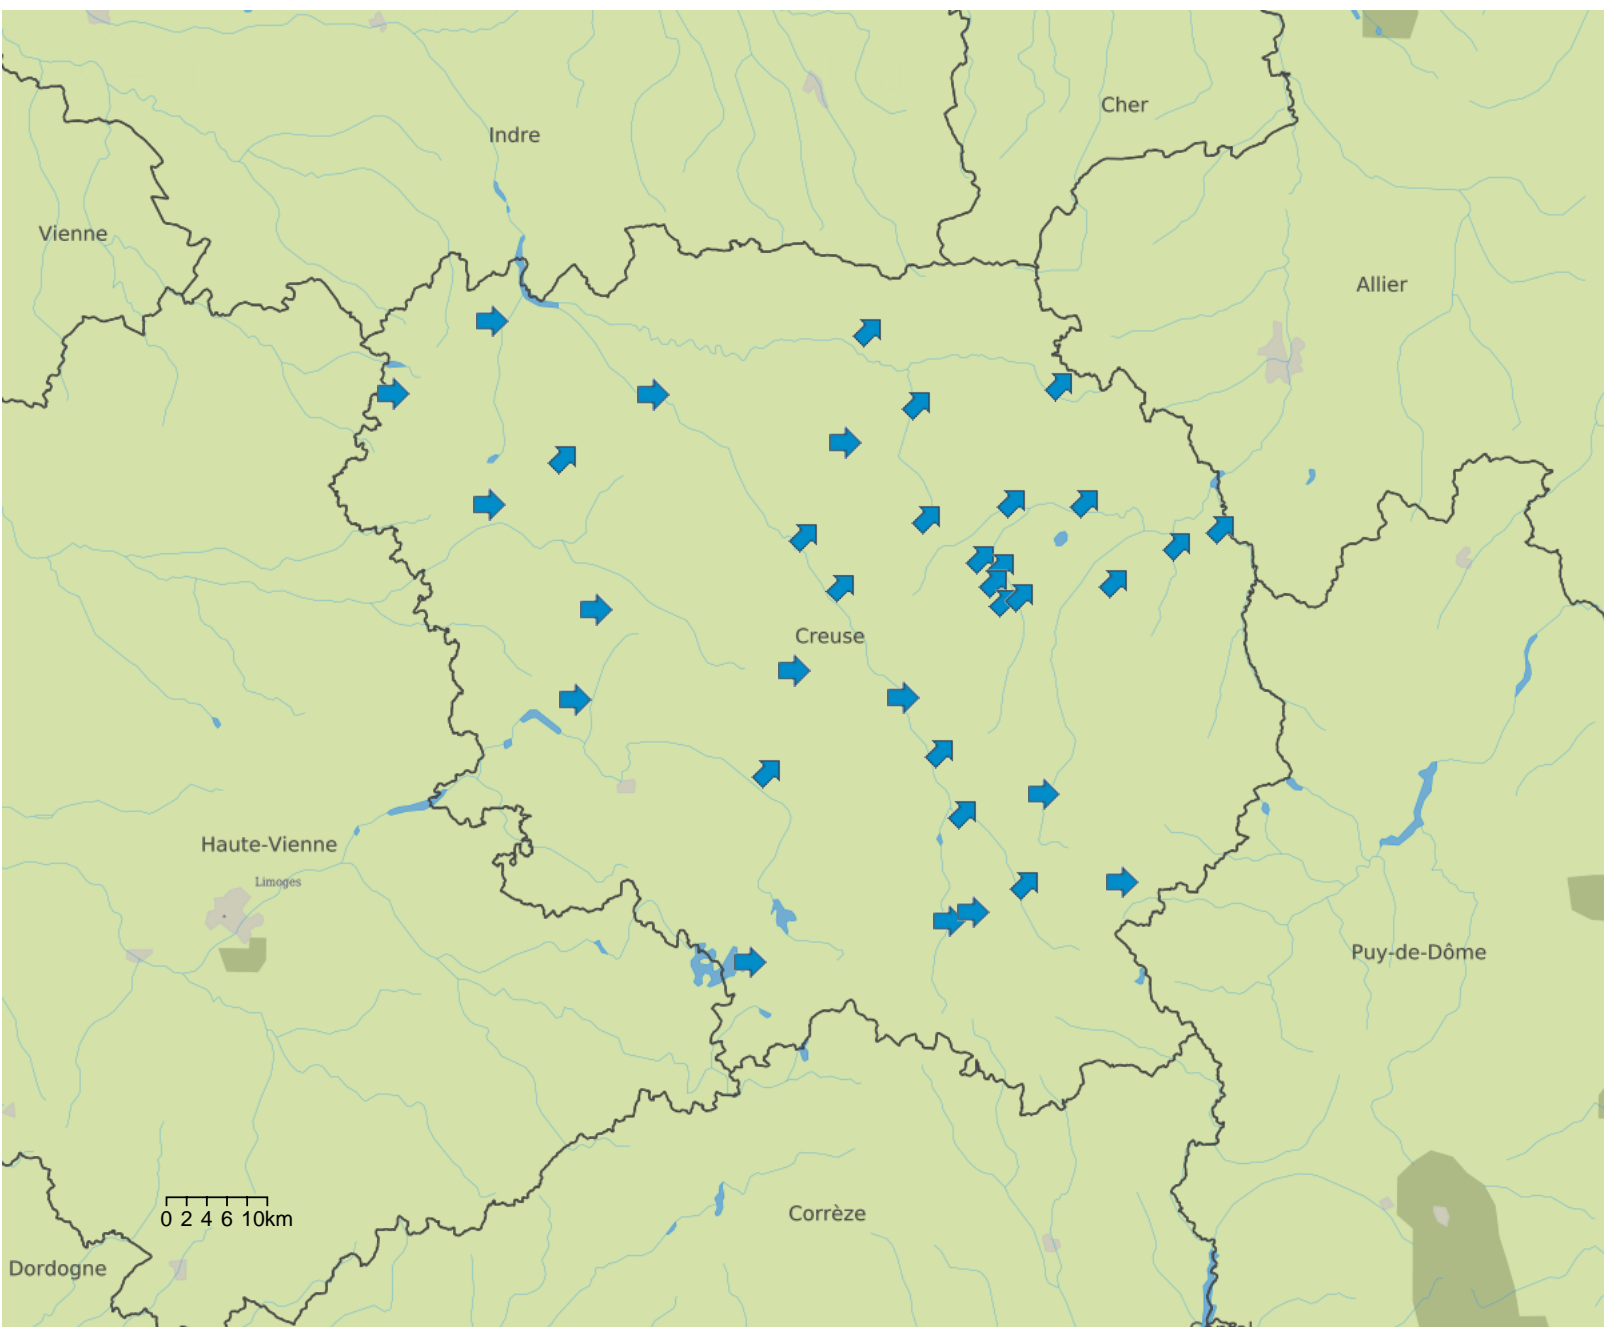 Cher
Indre
Vienne
Allier
Creuse
Haute-Vienne
Limoges
Puy-de-Dôme
Corrèze
0 2 4 6 10km
Dordogne